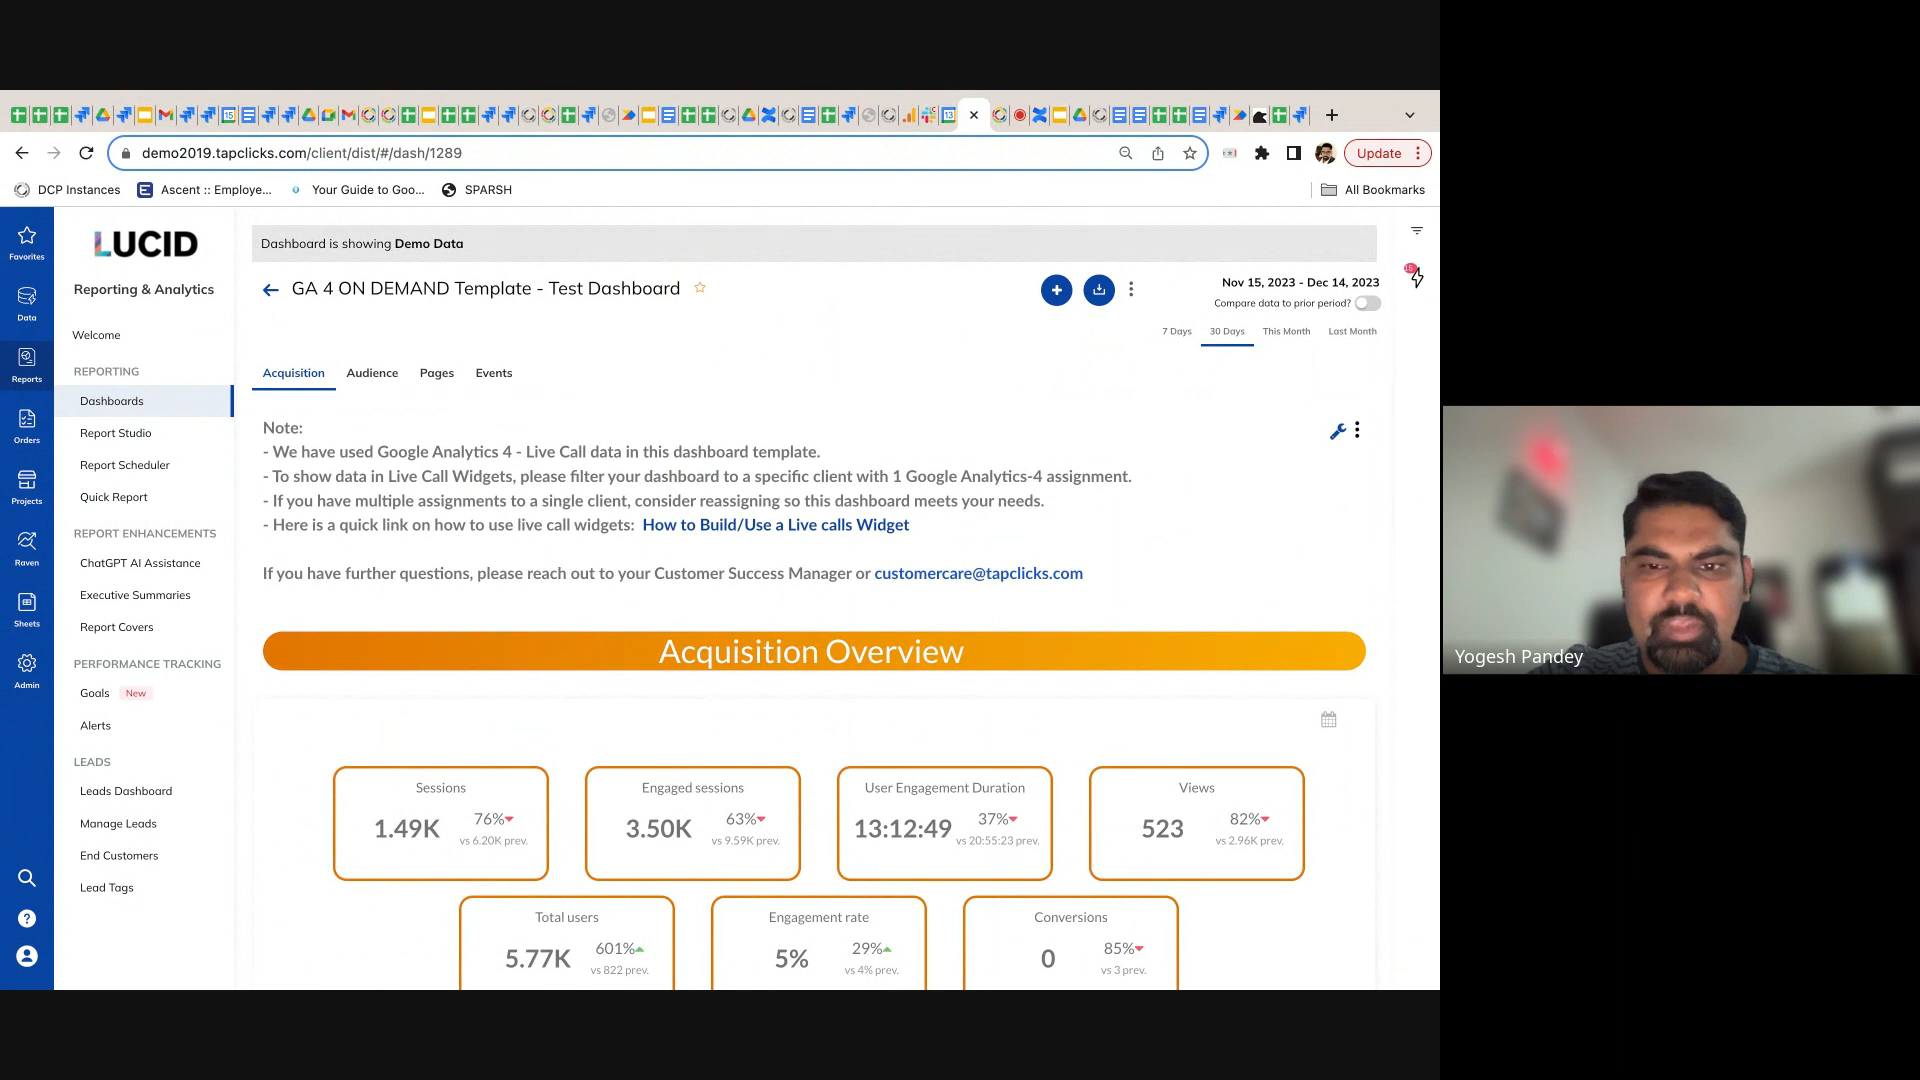 demo2019.tapclicks.com/client/dist/#/dash/1289
Update
DCP Instances
Ascent :: Employe...
Your Guide to Goo...
SPARSH
All Bookmarks
Favorites
Data
Reports
Orders
Projects
Raven
Sheets
Admin
LUCID
Reporting & Analytics
Welcome
REPORTING
Dashboards
Report Studio
Report Scheduler
Quick Report
REPORT ENHANCEMENTS
ChatGPT AI Assistance
Executive Summaries
Report Covers
PERFORMANCE TRACKING
Goals New
Alerts
LEADS
Leads Dashboard
Manage Leads
End Customers
Lead Tags
Dashboard is showing Demo Data
GA 4 ON DEMAND Template - Test Dashboard
Nov 15, 2023 - Dec 14, 2023
Compare data to prior period?
7 Days 30 Days This Month Last Month
Acquisition Audience Pages Events
Note:
- We have used Google Analytics 4 - Live Call data in this dashboard template.
- To show data in Live Call Widgets, please filter your dashboard to a specific client with 1 Google Analytics-4 assignment.
- If you have multiple assignments to a single client, consider reassigning so this dashboard meets your needs.
- Here is a quick link on how to use live call widgets: How to Build/Use a Live calls Widget
If you have further questions, please reach out to your Customer Success Manager or customercare@tapclicks.com
Acquisition Overview
Sessions
1.49K 76%
vs 6.20K prev.
Engaged sessions
3.50K 63%
vs 9.59K prev.
User Engagement Duration
13:12:49 37%
vs 20:55:23 prev.
Views
523 82%
vs 2.96K prev.
Total users
5.77K 601%
vs 822 prev.
Engagement rate
5% 29%
vs 4% prev.
Conversions
0 85%
vs 3 prev.
Yogesh Pandey